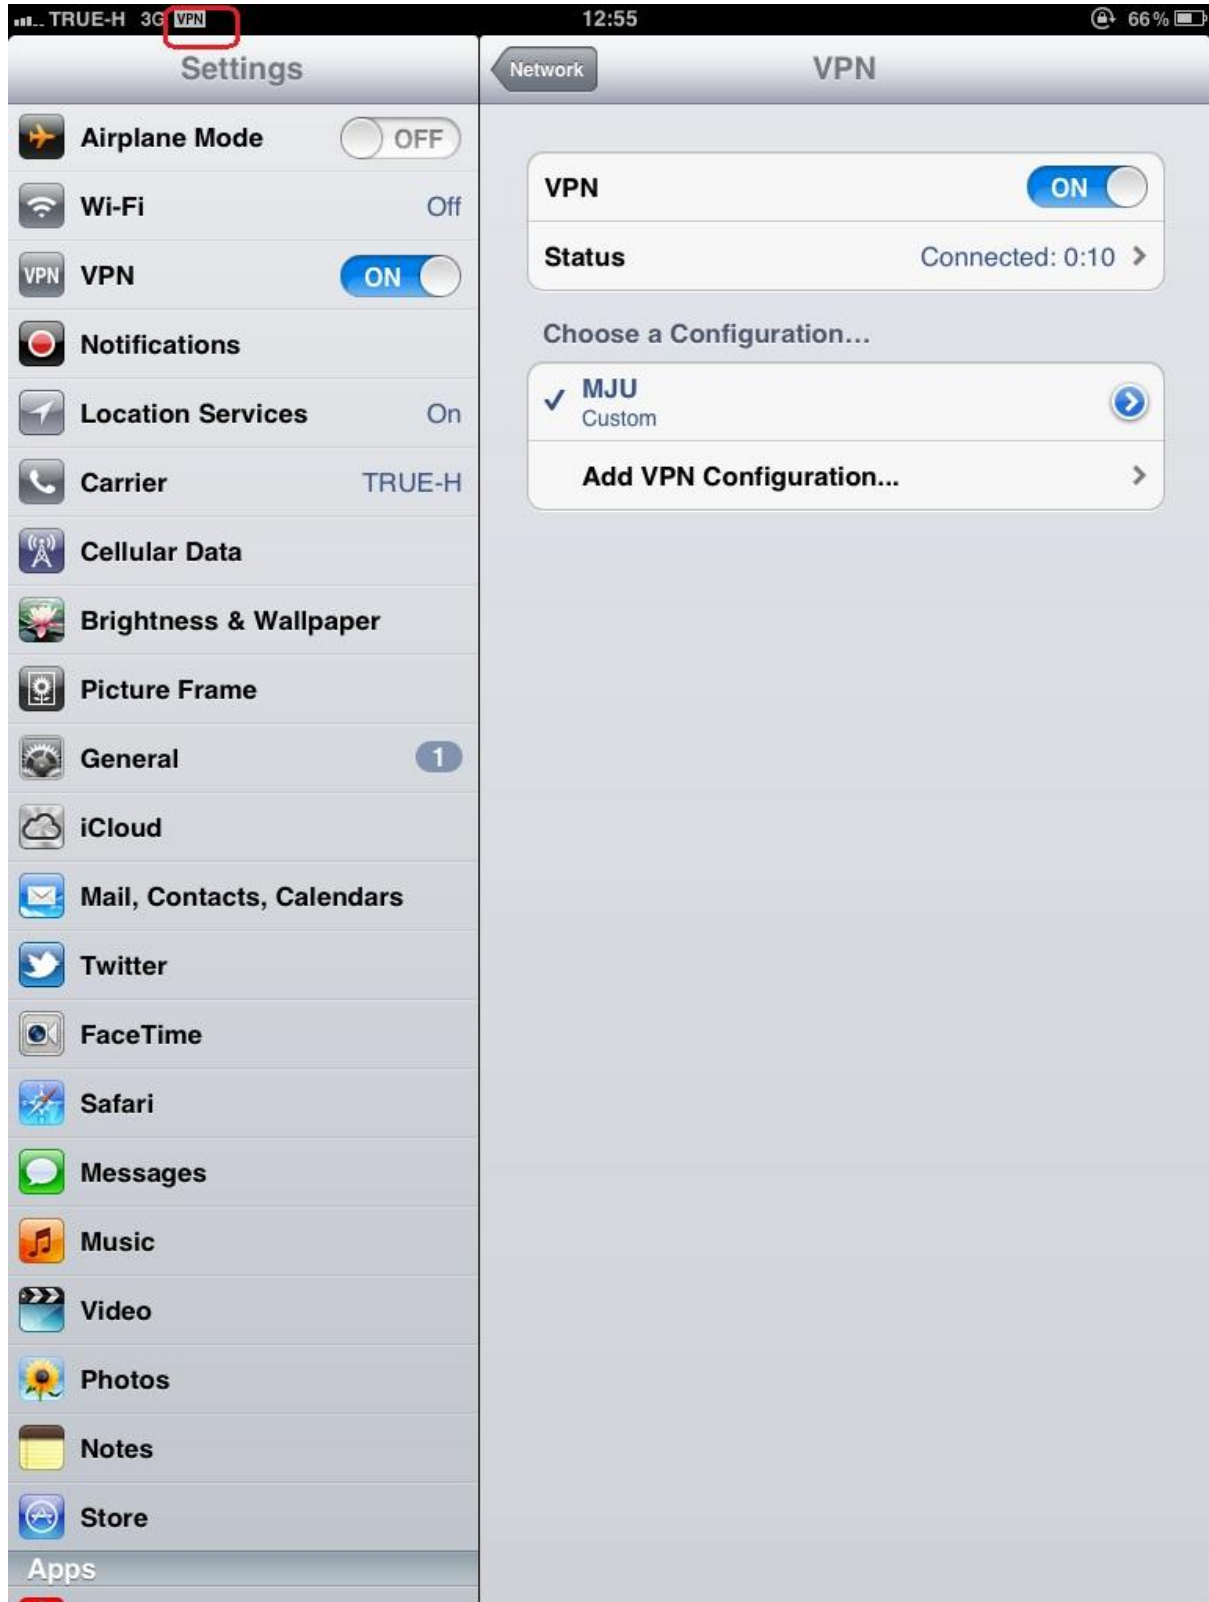 TRUE-H 3G VPN 12:55 66%
Settings
Airplane Mode OFF
Wi-Fi Off
VPN VPN ON
Notifications
Location Services On
Carrier TRUE-H
Cellular Data
Brightness & Wallpaper
Picture Frame
General 1
iCloud
Mail, Contacts, Calendars
Twitter
FaceTime
Safari
Messages
Music
Video
Photos
Notes
Store
Apps
Network VPN
VPN ON
Status Connected: 0:10
Choose a Configuration...
MJU
Custom
Add VPN Configuration...